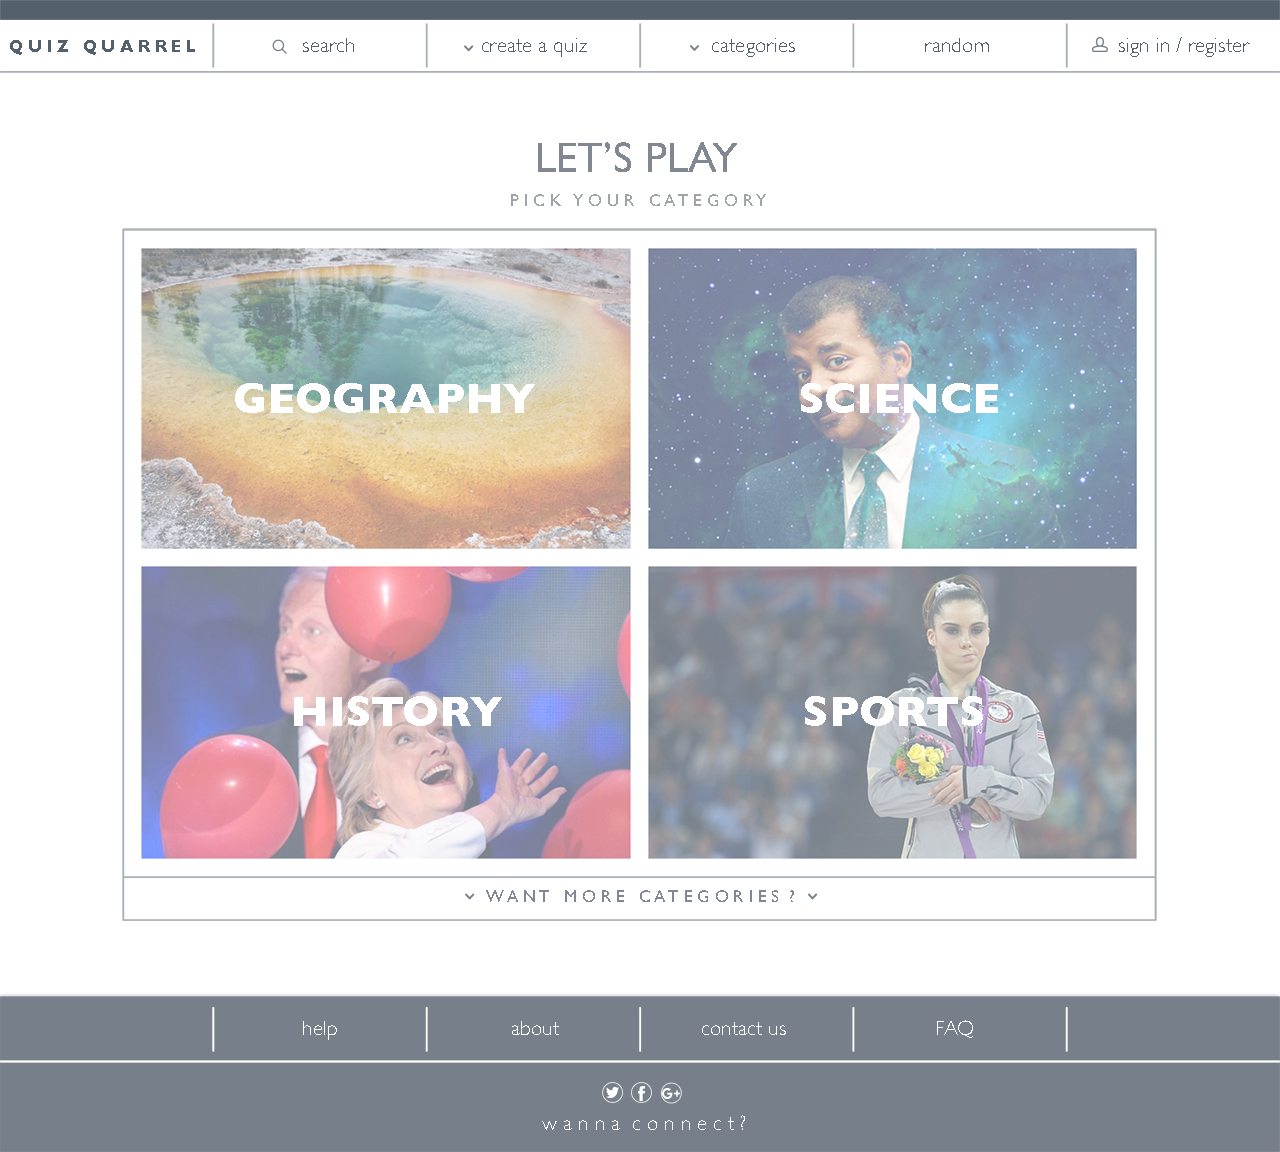 QUIZ QUARREL search create a quiz categories random sign in / register
LET'S PLAY
PICK YOUR CATEGORY
GEOGRAPHY SCIENCE
HISTORY SPORTS
WANT MORE CATEGORIES ?
help about contact us FAQ
wanna connect?